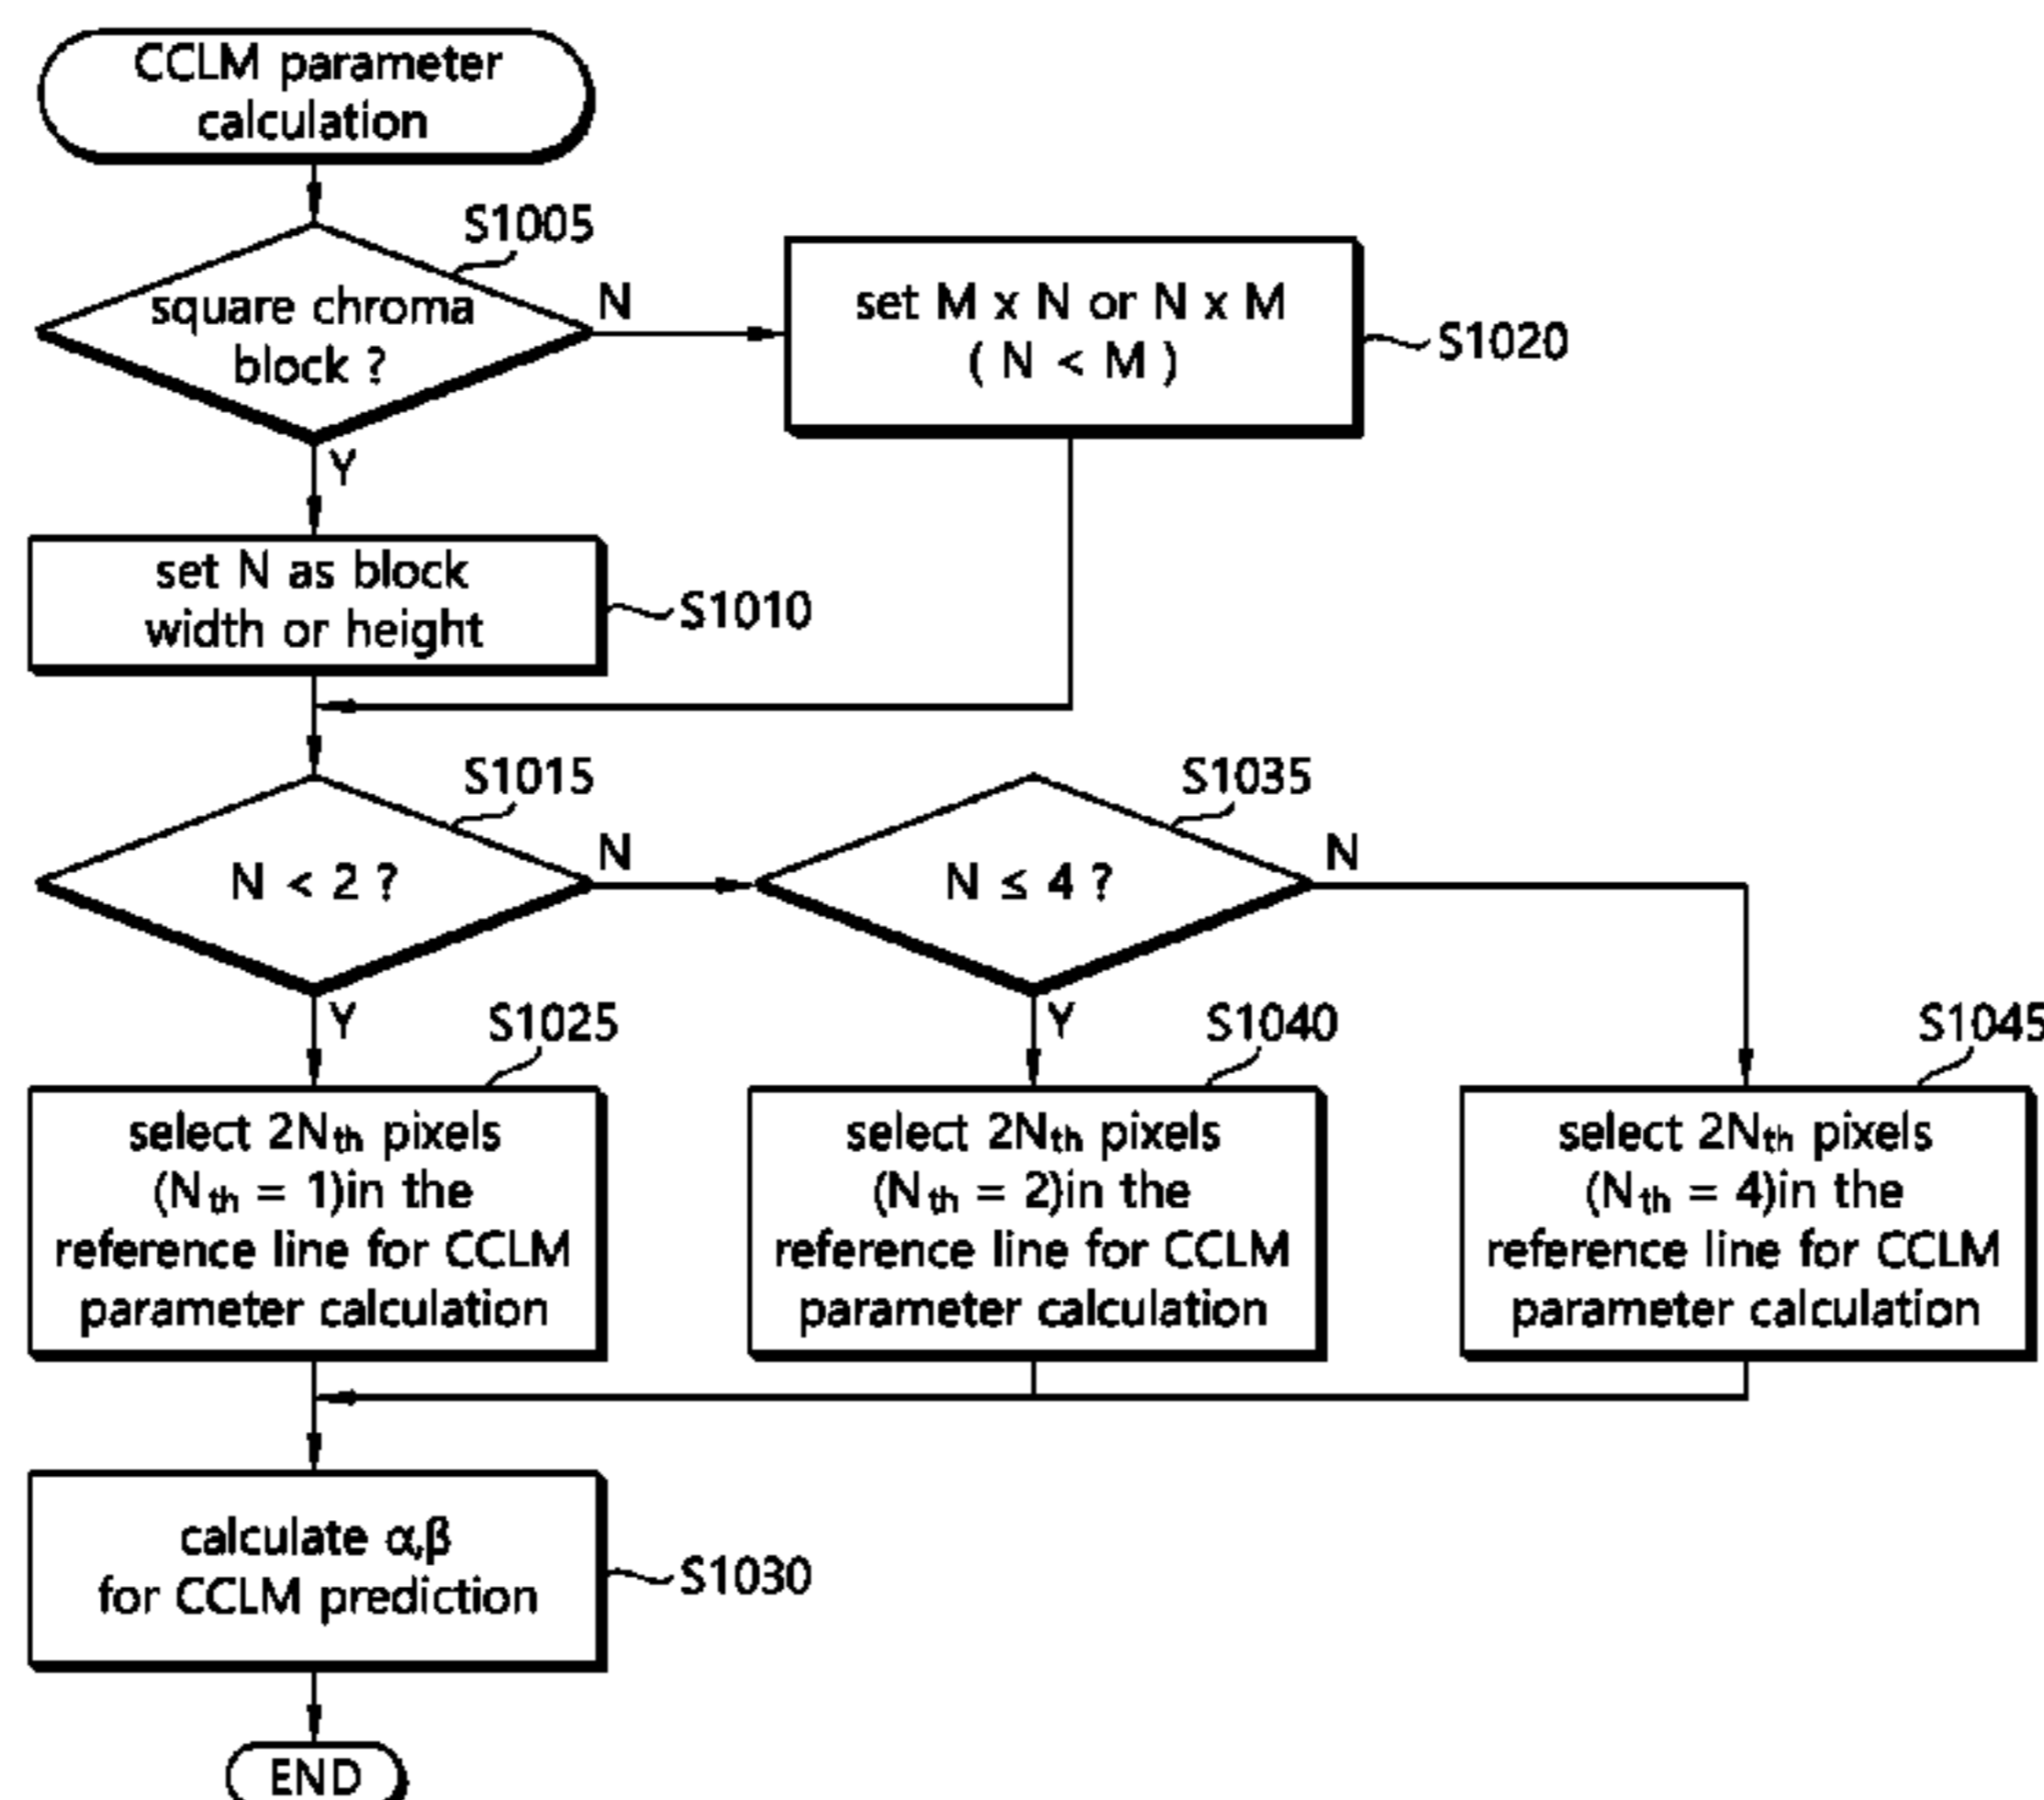 CCLM parameter
calculation
S1005
square chroma
block ?
N
set M x N or N x M
( N < M )
S1020
Y
set N as block
width or height
S1010
S1015
N < 2 ?
N
S1035
N ≤ 4 ?
N
Y
S1025
Y
S1040
S1045
select 2Nth pixels
(Nth = 1)in the
reference line for CCLM
parameter calculation
select 2Nth pixels
(Nth = 2)in the
reference line for CCLM
parameter calculation
select 2Nth pixels
(Nth = 4)in the
reference line for CCLM
parameter calculation
calculate α,β
for CCLM prediction
S1030
END